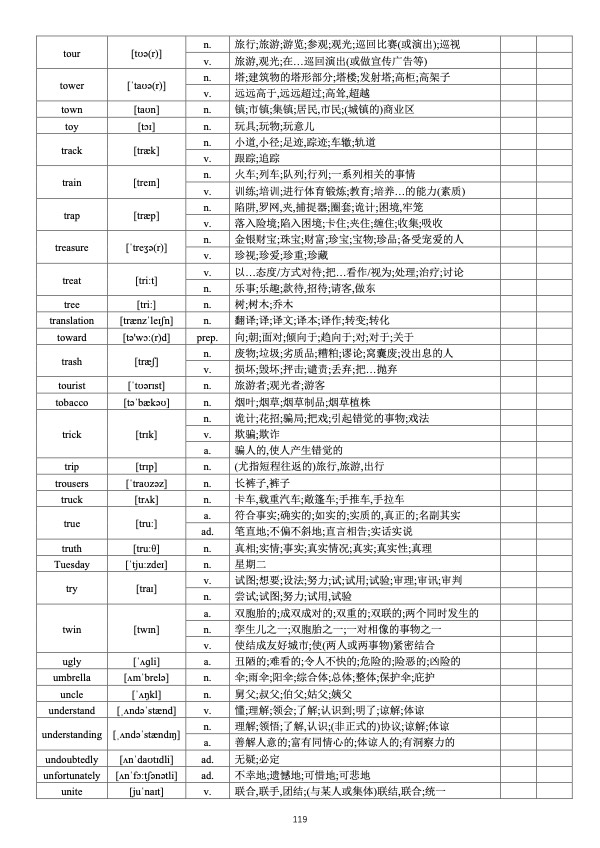 tour [tʊə(r)] n. 旅行;旅游;游览;参观;观光;巡回比赛(或演出);巡视
v. 旅游,观光;在…巡回演出(或做宣传广告等)
tower [ˈtaʊə(r)] n. 塔;建筑物的塔形部分;塔楼;发射塔;高柜;高架子
v. 远远高于,远远超过;高耸,超越
town [taʊn] n. 镇;市镇;集镇;居民,市民;(城镇的)商业区
toy [tɔɪ] n. 玩具;玩物;玩意儿
track [træk] n. 小道,小径;足迹,踪迹;车辙;轨道
v. 跟踪;追踪
train [treɪn] n. 火车;列车;队列;行列;一系列相关的事情
v. 训练;培训;进行体育锻炼;教育;培养…的能力(素质)
trap [træp] n. 陷阱,罗网,夹,捕捉器;圈套;诡计;困境,牢笼
v. 落入险境;陷入困境;卡住;夹住;缠住;收集;吸收
treasure [ˈtreʒə(r)] n. 金银财宝;珠宝;财富;珍宝;宝物;珍品;备受宠爱的人
v. 珍视;珍爱;珍重;珍藏
treat [tri:t] v. 以…态度/方式对待;把…看作/视为;处理;治疗;讨论
n. 乐事;乐趣;款待,招待;请客,做东
tree [tri:] n. 树;树木;乔木
translation [trænzˈleɪʃn] n. 翻译;译;译文;译本;译作;转变;转化
toward [tə'wɔ:(r)d] prep. 向;朝;面对;倾向于;趋向于;对;对于;关于
trash [træʃ] n. 废物;垃圾;劣质品;糟粕;谬论;窝囊废;没出息的人
v. 损坏;毁坏;抨击;谴责;丢弃;把…抛弃
tourist [ˈtʊərɪst] n. 旅游者;观光者;游客
tobacco [təˈbækəʊ] n. 烟叶;烟草;烟草制品;烟草植株
trick [trɪk] n. 诡计;花招;骗局;把戏;引起错觉的事物;戏法
v. 欺骗;欺诈
a. 骗人的,使人产生错觉的
trip [trɪp] n. (尤指短程往返的)旅行,旅游,出行
trousers [ˈtraʊzəz] n. 长裤子,裤子
truck [trʌk] n. 卡车,载重汽车;敞篷车;手推车,手拉车
true [tru:] a. 符合事实;确实的;如实的;实质的,真正的;名副其实
ad. 笔直地;不偏不斜地;直言相告;实话实说
truth [tru:θ] n. 真相;实情;事实;真实情况;真实;真实性;真理
Tuesday [ˈtju:zdeɪ] n. 星期二
try [traɪ] v. 试图;想要;设法;努力;试;试用;试验;审理;审讯;审判
n. 尝试;试图;努力;试用,试验
twin [twɪn] a. 双胞胎的;成双成对的;双重的;双联的;两个同时发生的
n. 孪生儿之一;双胞胎之一;一对相像的事物之一
v. 使结成友好城市;使(两人或两事物)紧密结合
ugly [ˈʌɡli] a. 丑陋的;难看的;令人不快的;危险的;险恶的;凶险的
umbrella [ʌmˈbrelə] n. 伞;雨伞;阳伞;综合体;总体;整体;保护伞;庇护
uncle [ˈʌŋkl] n. 舅父;叔父;伯父;姑父;姨父
understand [ˌʌndəˈstænd] v. 懂;理解;领会;了解;认识到;明了;谅解;体谅
understanding [ˌʌndəˈstændɪŋ] n. 理解;领悟;了解,认识;(非正式的)协议;谅解;体谅
a. 善解人意的;富有同情心的;体谅人的;有洞察力的
undoubtedly [ʌnˈdaʊtɪdli] ad. 无疑;必定
unfortunately [ʌnˈfɔ:tʃənətli] ad. 不幸地;遗憾地;可惜地;可悲地
unite [juˈnaɪt] v. 联合,联手,团结;(与某人或集体)联结,联合;统一
119